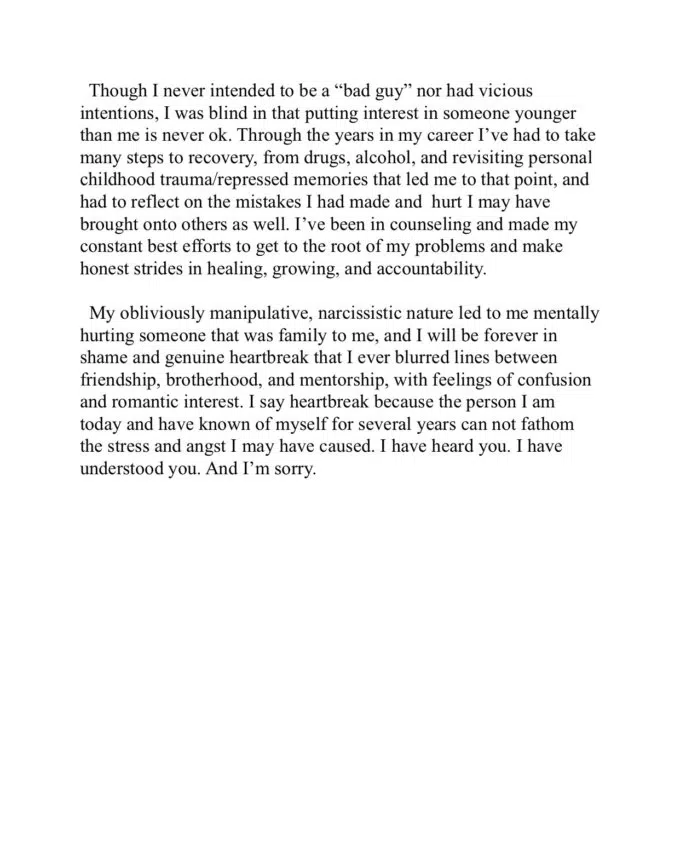 Though I never intended to be a “bad guy” nor had vicious
intentions, I was blind in that putting interest in someone younger
than me is never ok. Through the years in my career I’ve had to take
many steps to recovery, from drugs, alcohol, and revisiting personal
childhood trauma/repressed memories that led me to that point, and
had to reflect on the mistakes I had made and  hurt I may have
brought onto others as well. I’ve been in counseling and made my
constant best efforts to get to the root of my problems and make
honest strides in healing, growing, and accountability.
My obliviously manipulative, narcissistic nature led to me mentally
hurting someone that was family to me, and I will be forever in
shame and genuine heartbreak that I ever blurred lines between
friendship, brotherhood, and mentorship, with feelings of confusion
and romantic interest. I say heartbreak because the person I am
today and have known of myself for several years can not fathom
the stress and angst I may have caused. I have heard you. I have
understood you. And I’m sorry.